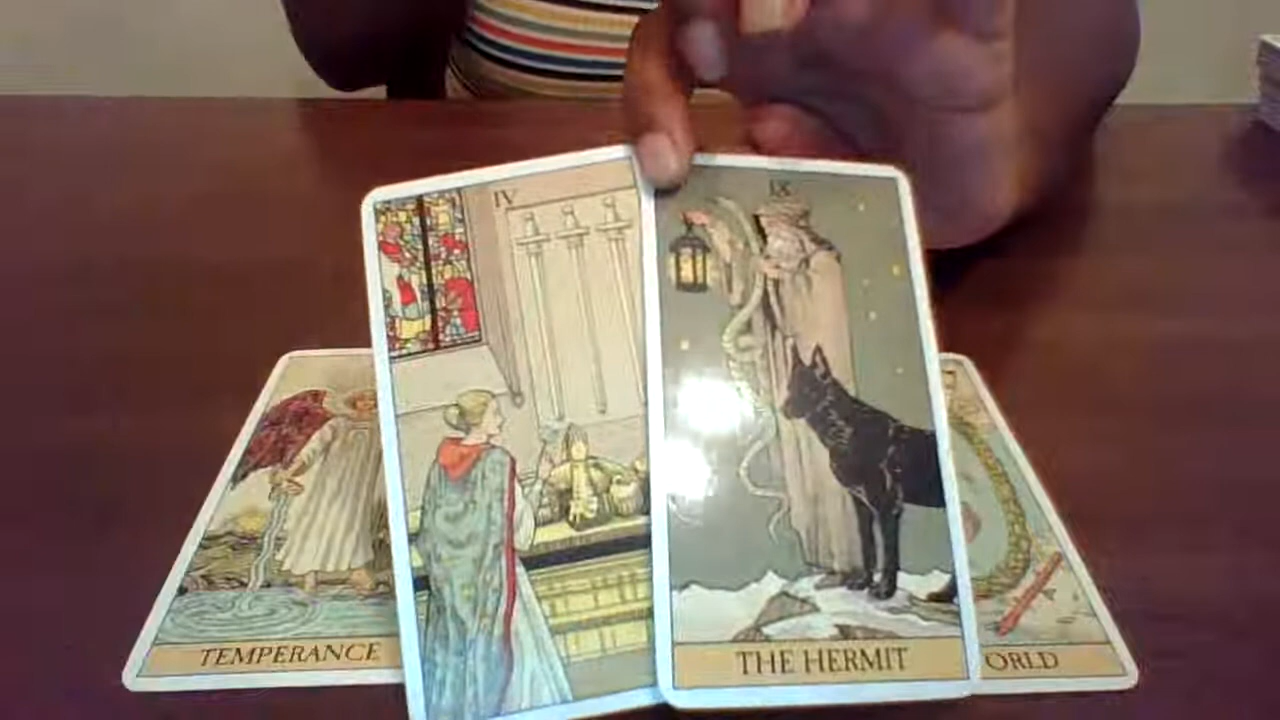 IV
IX
TEMPERANCE
THE HERMIT
ORLD